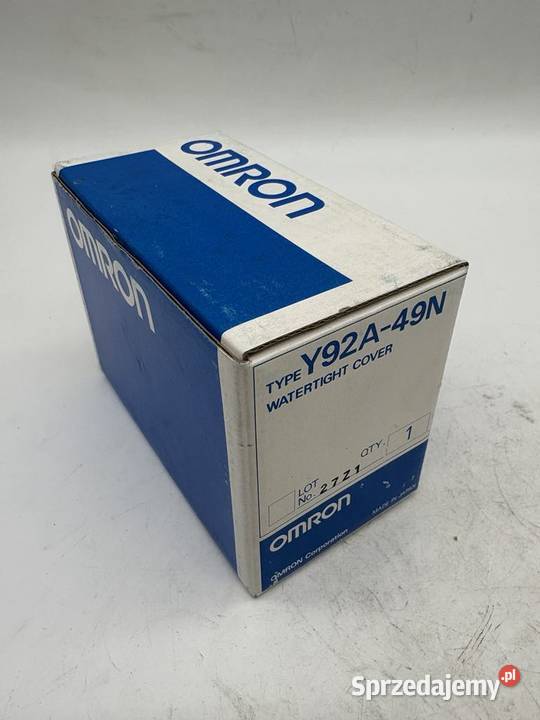 OMRON
OMRON
TYPE Y92A-49N
WATERTIGHT COVER
QTY. 1
LOT No. 27Z1
OMRON
OMRON Corporation
MADE IN JAPAN
Sprzedajemy.pl